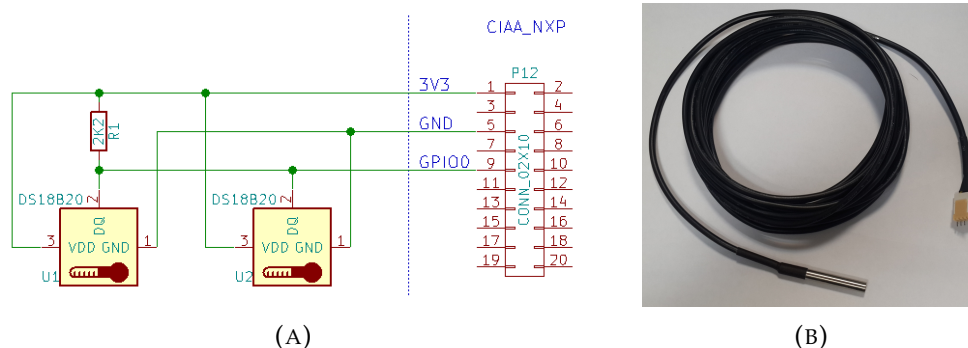 CIAA_NXP
P12
3V3
1 2
3 4
GND
5 6
7 8
GPIO0
9 10
11 12
13 14
15 16
17 18
19 20
CONN_02X10
2K2
R1
DS18B20
2
DQ
3
VDD GND
1
U1
DS18B20
2
DQ
3
VDD GND
1
U2
(A)
(B)